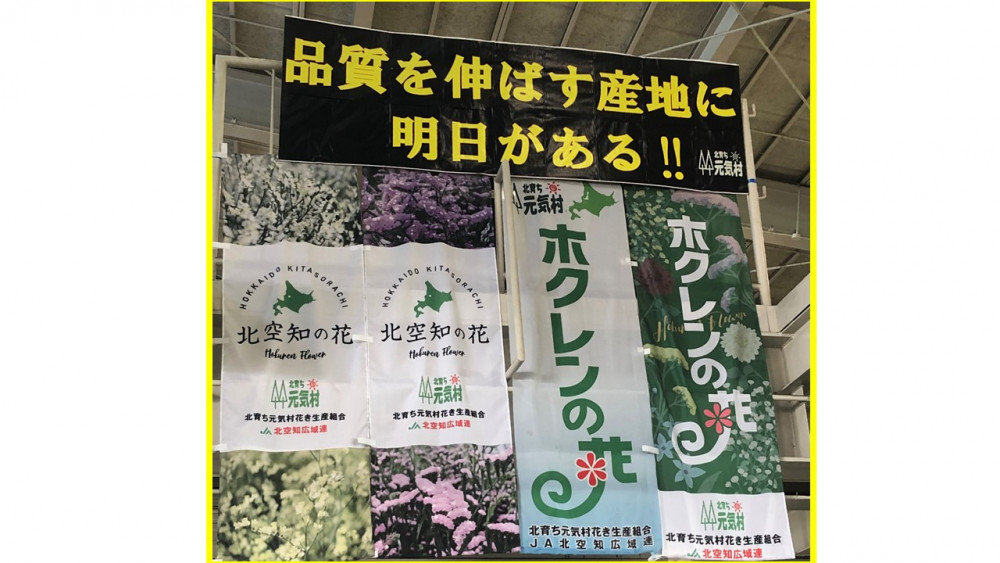 品質を伸ばす産地に
明日がある!!
北育ち
元気村
HOKKAIDO KITASORACHI
北空知の花
Hokuren Flower
北育ち
元気村
北育ち元気村花き生産組合
JA北空知広域連
HOKKAIDO KITASORACHI
北空知の花
Hokuren Flower
北育ち
元気村
北育ち元気村花き生産組合
JA北空知広域連
北育ち
元気村
ホクレンの花
北育ち元気村花き生産組合
JA北空知広域連
ホクレンの花
Hokuren Flower
北育ち
元気村
北育ち元気村花き生産組合
JA北空知広域連